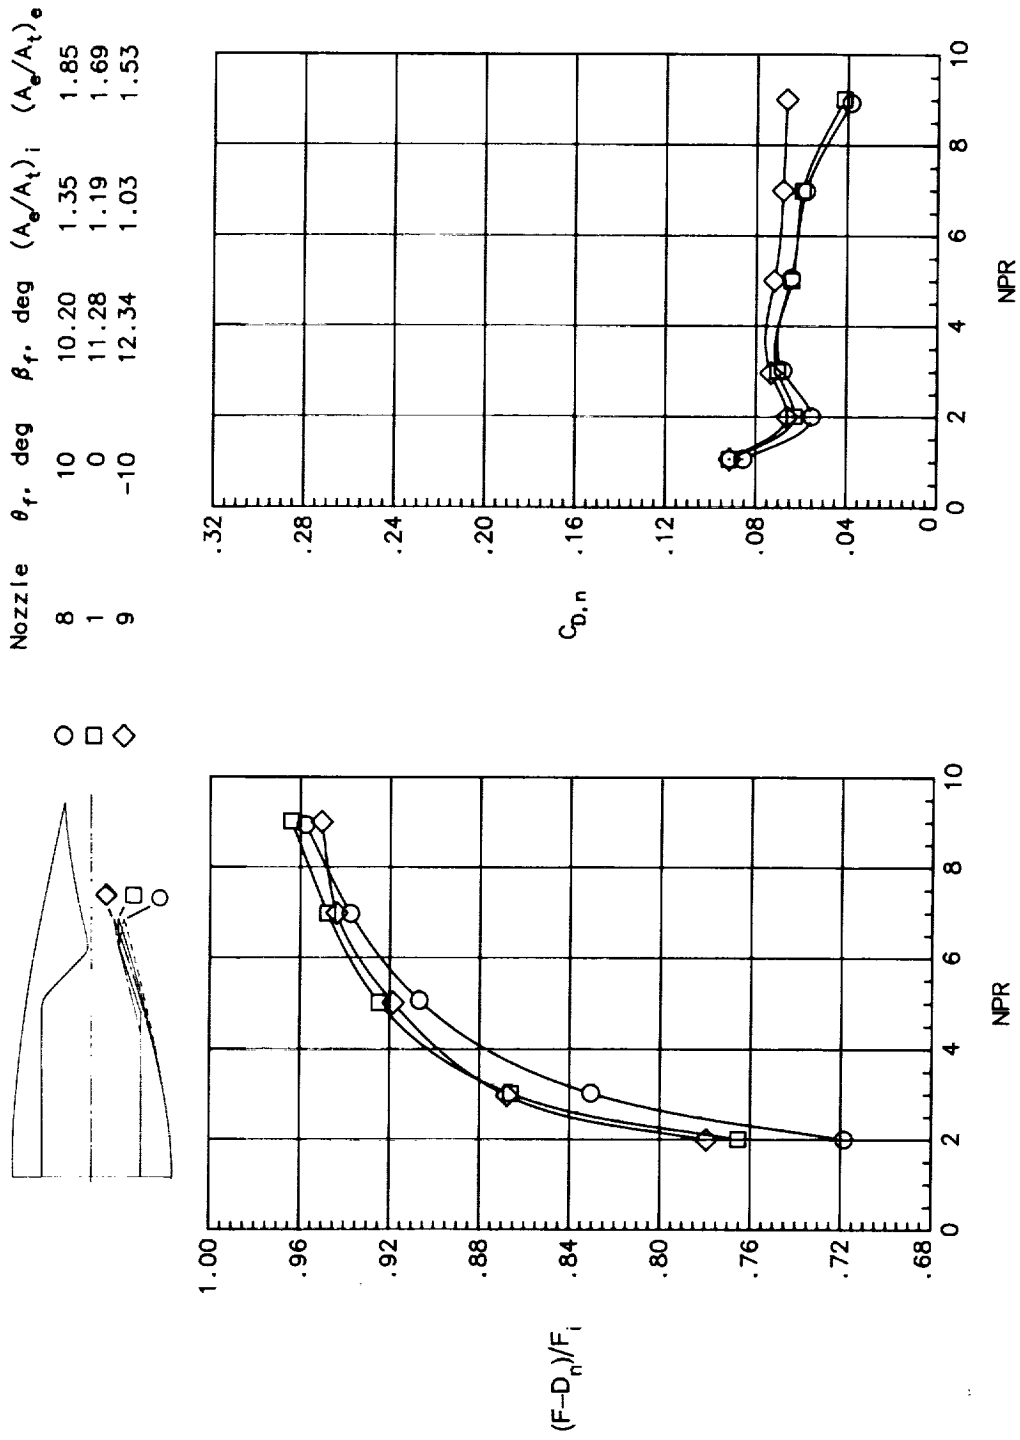 Nozzle θf, deg βf, deg (Ae/At)i (Ae/At)e
8 10 10.20 1.35 1.85
1 0 11.28 1.19 1.69
9 -10 12.34 1.03 1.53
(F-Dn)/Fi
1.00
.96
.92
.88
.84
.80
.76
.72
.68
0 2 4 6 8 10
NPR
CD,n
.32
.28
.24
.20
.16
.12
.08
.04
0
0 2 4 6 8 10
NPR